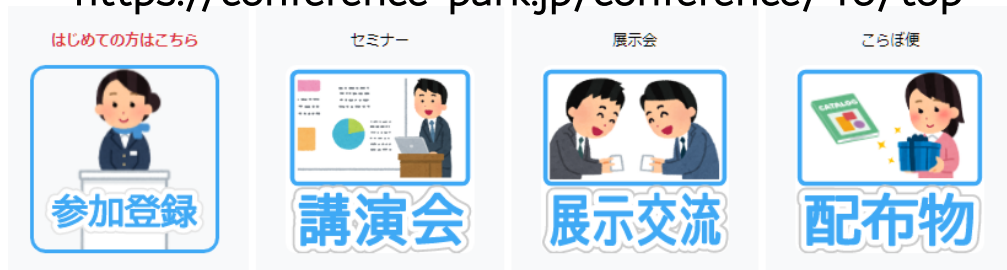 https://conference-park.jp/conference/
/top
はじめての方はこちら
セミナー
展示会
こらぼ便
CATALOG
参加登録
講演会
展示交流
配布物